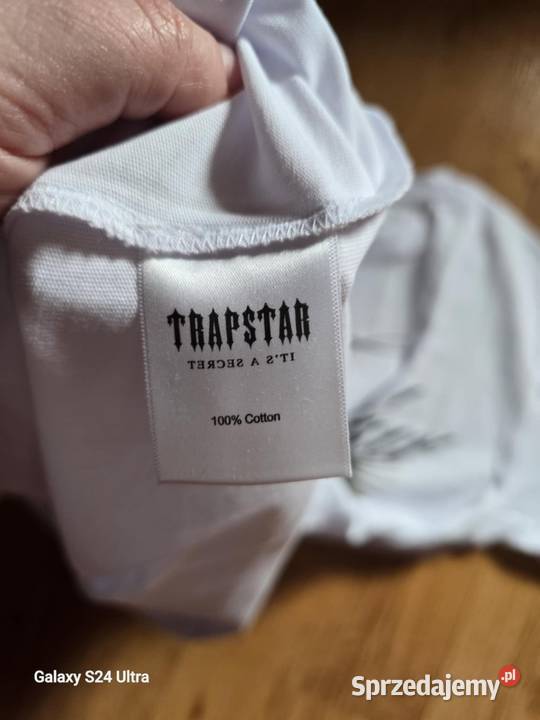 TRAPSTAR
IT'S A SECRET
100% Cotton
Galaxy S24 Ultra
Sprzedajemy.pl